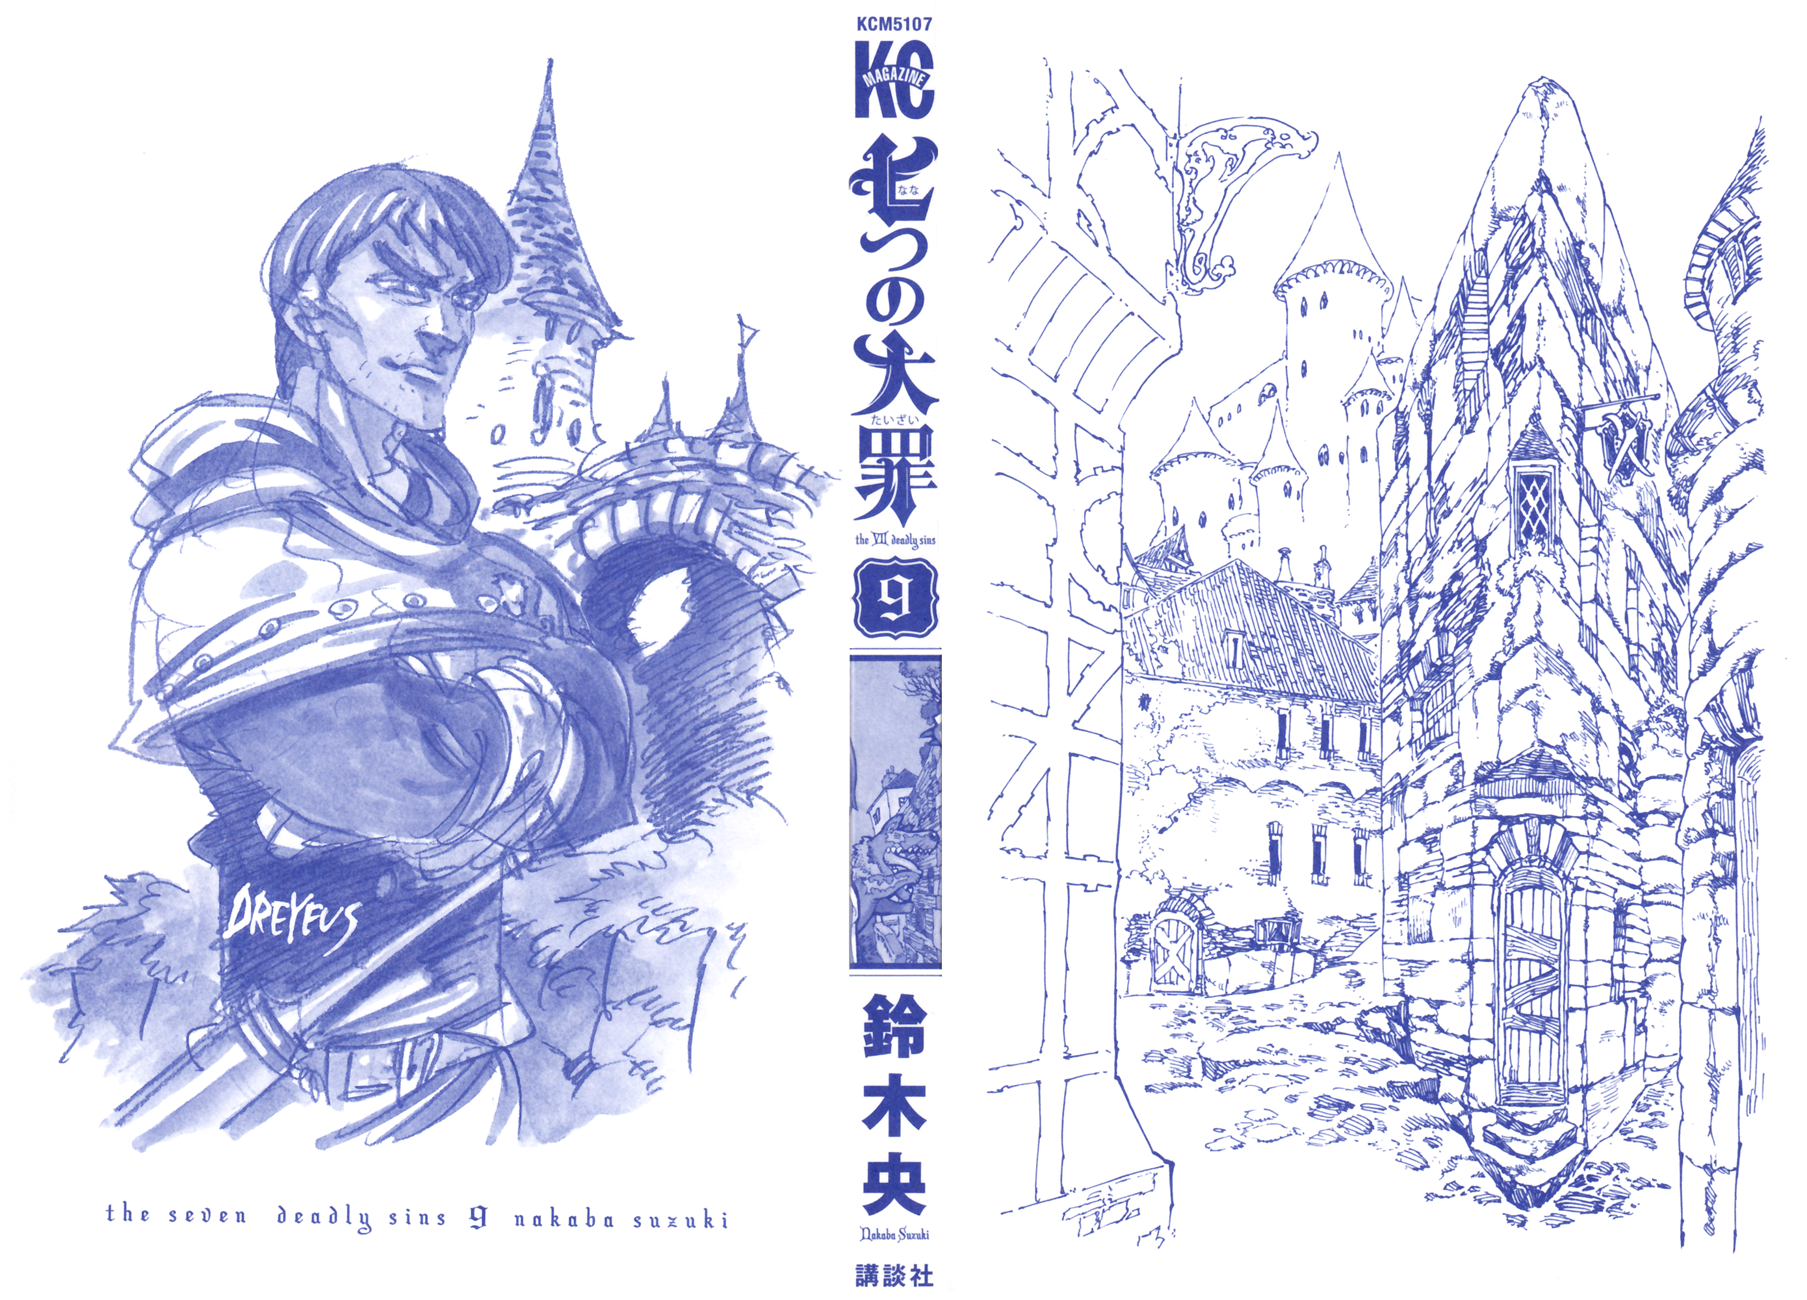 DREYFUS
the seven deadly sins 9 nakaba suzuki
KCM5107
KC
MAGAZINE
七つの大罪
なな
たいざい
the VII deadly sins
9
鈴木央
Nakaba Suzuki
講談社